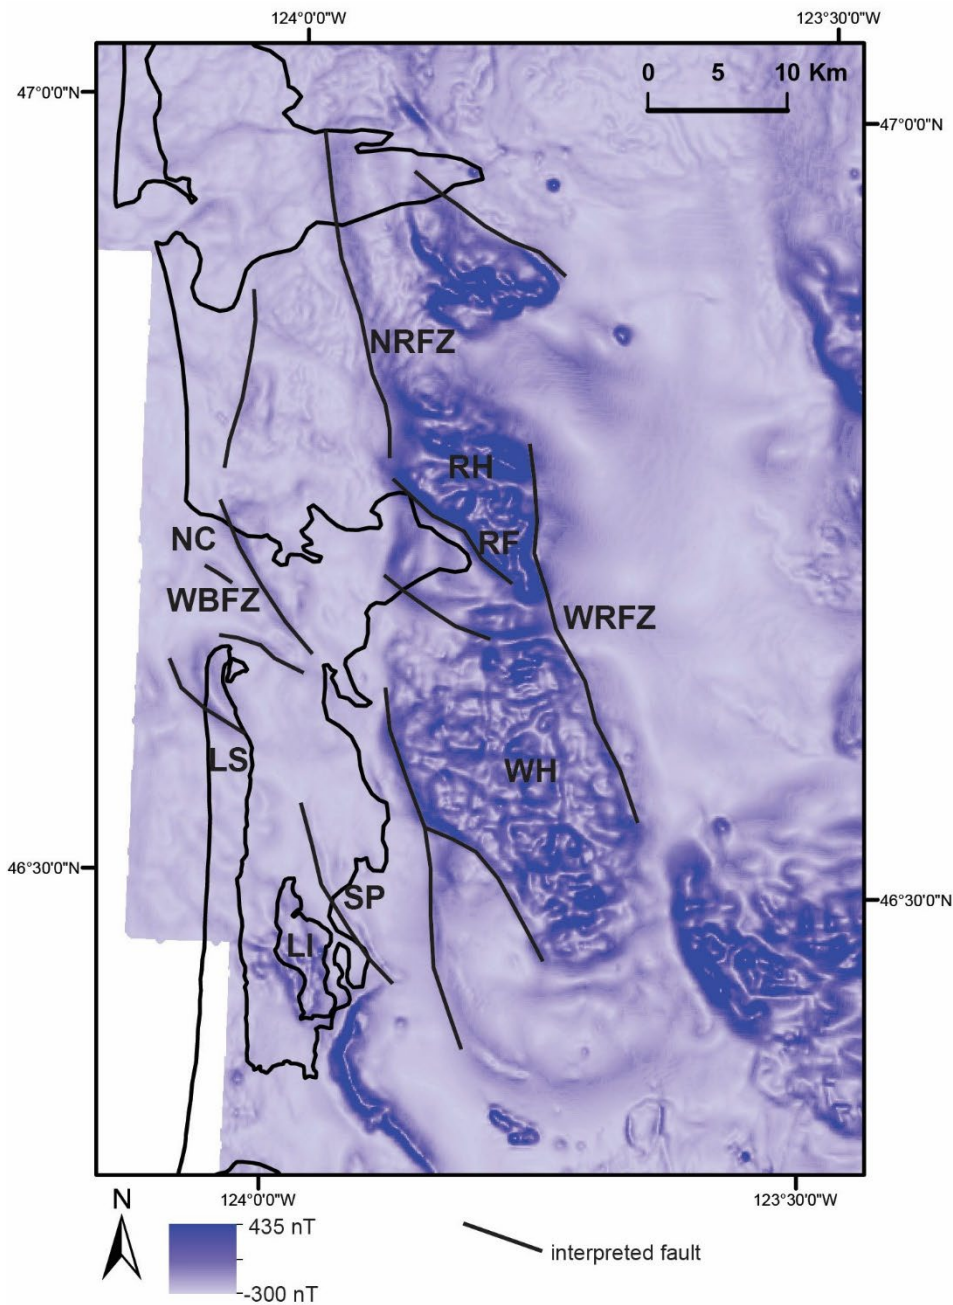 124°0'0"W
123°30'0"W
0 5 10 Km
47°0'0"N
47°0'0"N
NRFZ
RH
NC
RF
WBFZ
WRFZ
LS
WH
46°30'0"N
46°30'0"N
SP
LI
124°0'0"W
123°30'0"W
N
435 nT
-300 nT
interpreted fault